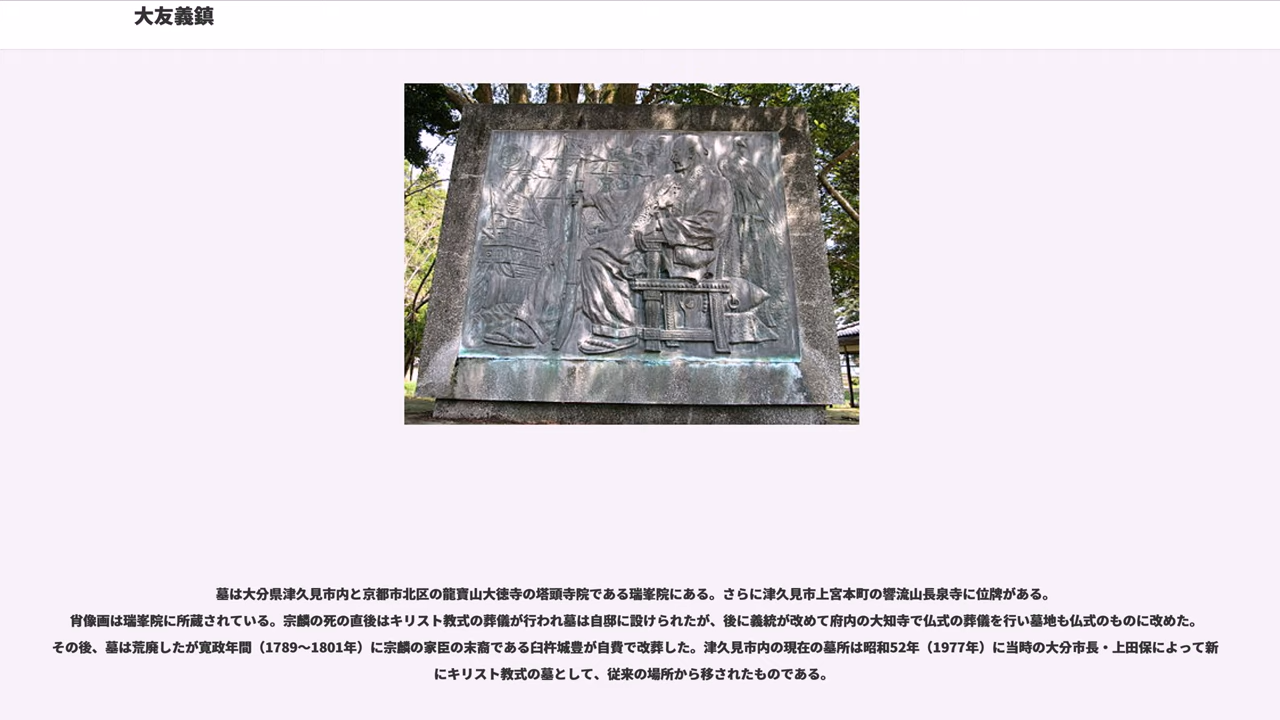 大友義鎮
墓は大分県津久見市内と京都市北区の龍寶山大徳寺の塔頭寺院である瑞峯院にある。さらに津久見市上宮本町の響流山長泉寺に位牌がある。
肖像画は瑞峯院に所蔵されている。宗麟の死の直後はキリスト教式の葬儀が行われ墓は自邸に設けられたが、後に義統が改めて府内の大知寺で仏式の葬儀を行い墓地も仏式のものに改めた。
その後、墓は荒廃したが寛政年間（1789〜1801年）に宗麟の家臣の末裔である臼杵城豊が自費で改葬した。津久見市内の現在の墓所は昭和52年（1977年）に当時の大分市長・上田保によって新
にキリスト教式の墓として、従来の場所から移されたものである。